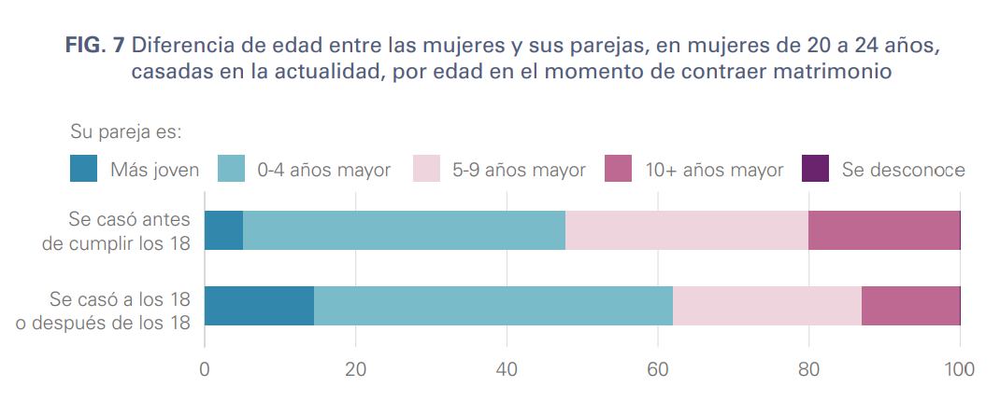 FIG. 7 Diferencia de edad entre las mujeres y sus parejas, en mujeres de 20 a 24 años,
casadas en la actualidad, por edad en el momento de contraer matrimonio
Su pareja es:
Más joven 0-4 años mayor 5-9 años mayor 10+ años mayor Se desconoce
Se casó antes
de cumplir los 18
Se casó a los 18
o después de los 18
0 20 40 60 80 100